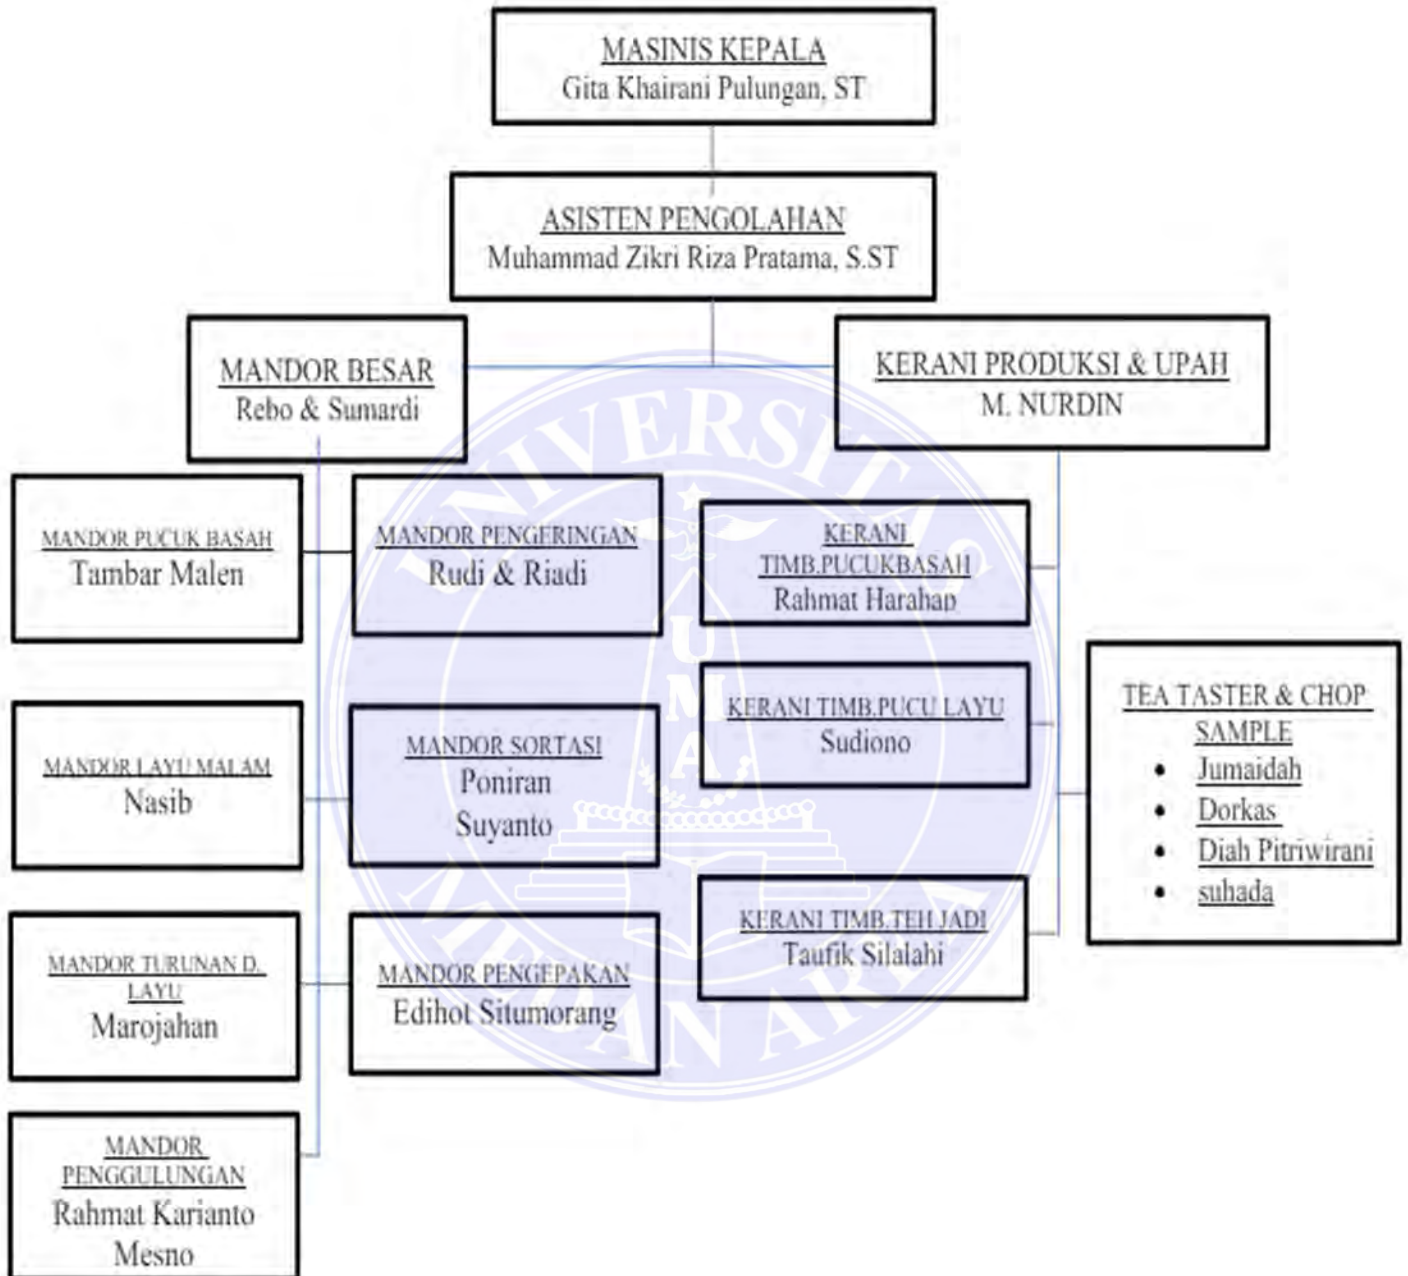 MASINIS KEPALA
Gita Khairani Pulungan, ST
ASISTEN PENGOLAHAN
Muhammad Zikri Riza Pratama, S.ST
MANDOR BESAR
Rebo & Sumardi
KERANI PRODUKSI & UPAH
M. NURDIN
MANDOR PUCUK BASAH
Tambar Malen
MANDOR PENGERINGAN
Rudi & Riadi
KERANI
TIMB.PUCUKBASAH
Rahmat Harahap
MANDOR LAYU MALAM
Nasib
MANDOR SORTASI
Poniran
Suyanto
KERANI TIMB.PUCU LAYU
Sudiono
TEA TASTER & CHOP
SAMPLE
• Jumaidah
• Dorkas
• Diah Pitriwirani
• suhada
MANDOR TURUNAN D.
LAYU
Marojahan
MANDOR PENGEPAKAN
Edihot Situmorang
KERANI TIMB.TEH JADI
Taufik Silalahi
MANDOR
PENGGULUNGAN
Rahmat Karianto
Mesno
UNIVERSITAS
UMA
MEDAN AREA